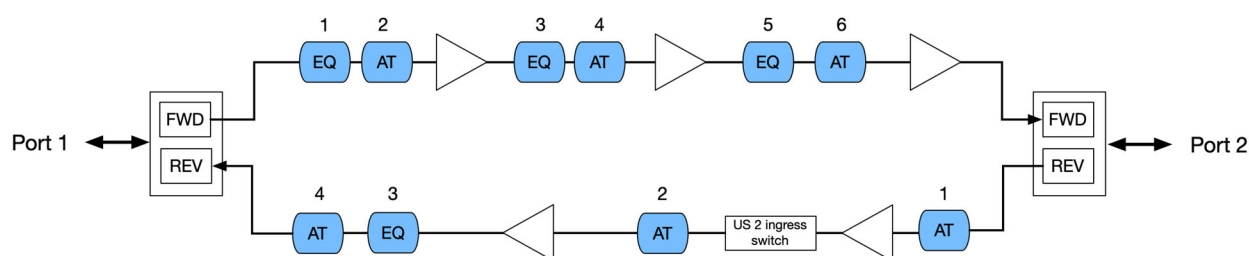 1 2 3 4 5 6
EQ AT EQ AT EQ AT
FWD FWD
Port 1 Port 2
REV REV
4 3 2 1
AT EQ AT US 2 ingress switch AT